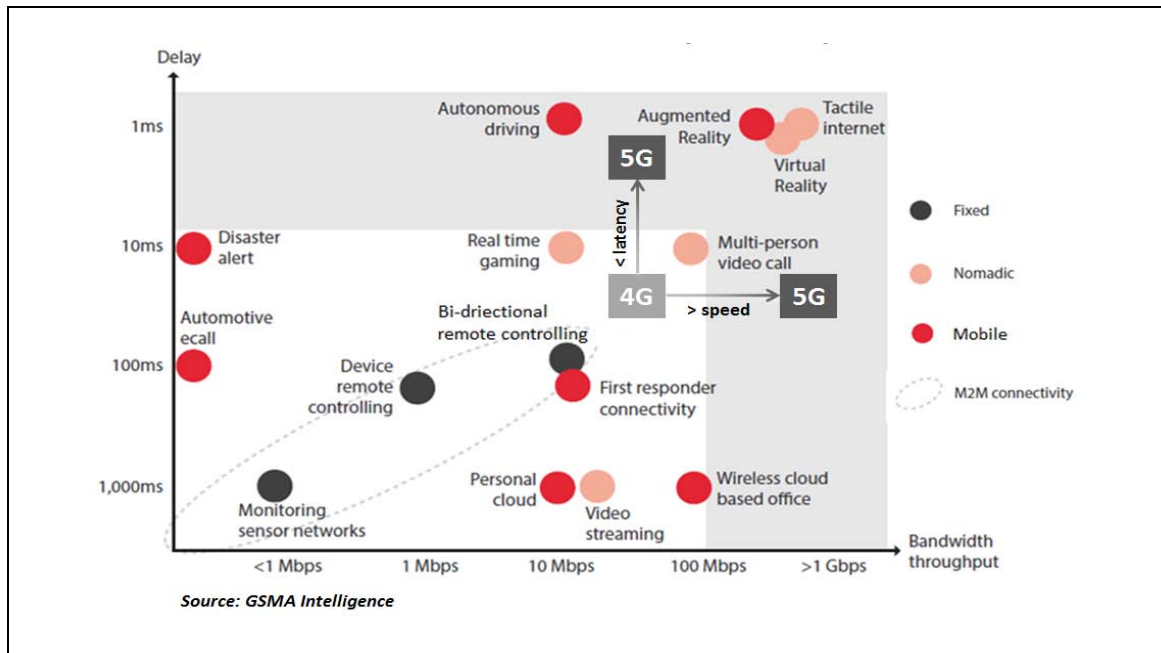 Delay
1ms
10ms
100ms
1,000ms
Autonomous
driving
Augmented
Reality
Tactile
internet
Virtual
Reality
5G
< latency
4G
> speed
5G
Disaster
alert
Real time
gaming
Multi-person
video call
Automotive
ecall
Bi-driectional
remote controlling
Device
remote
controlling
First responder
connectivity
Monitoring
sensor networks
Personal
cloud
Video
streaming
Wireless cloud
based office
Fixed
Nomadic
Mobile
M2M connectivity
<1 Mbps
1 Mbps
10 Mbps
100 Mbps
>1 Gbps
Bandwidth
throughput
Source: GSMA Intelligence